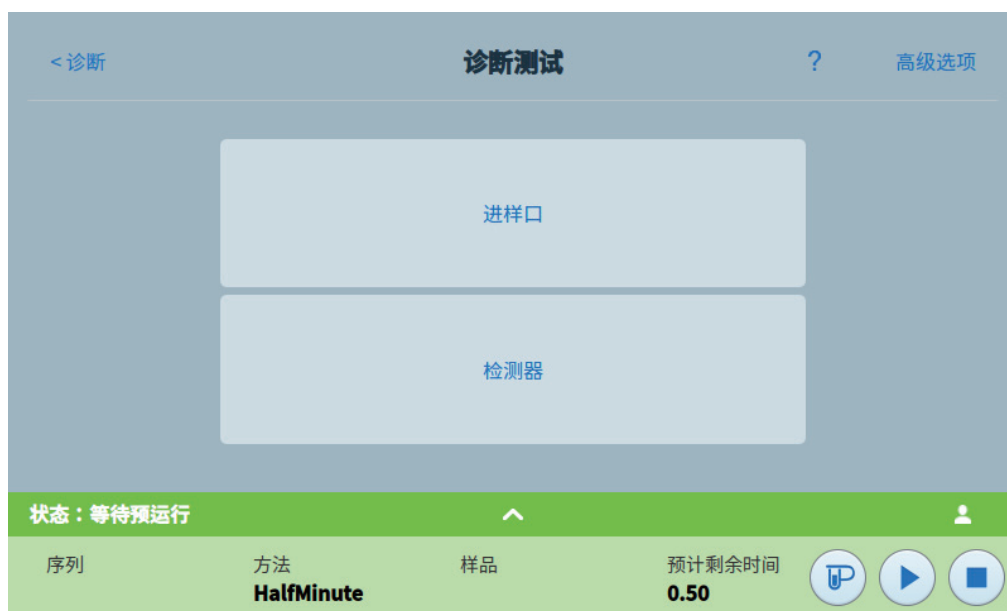 < 诊断 诊断测试 ? 高级选项
进样口
检测器
状态：等待预运行
序列 方法 样品 预计剩余时间
HalfMinute 0.50